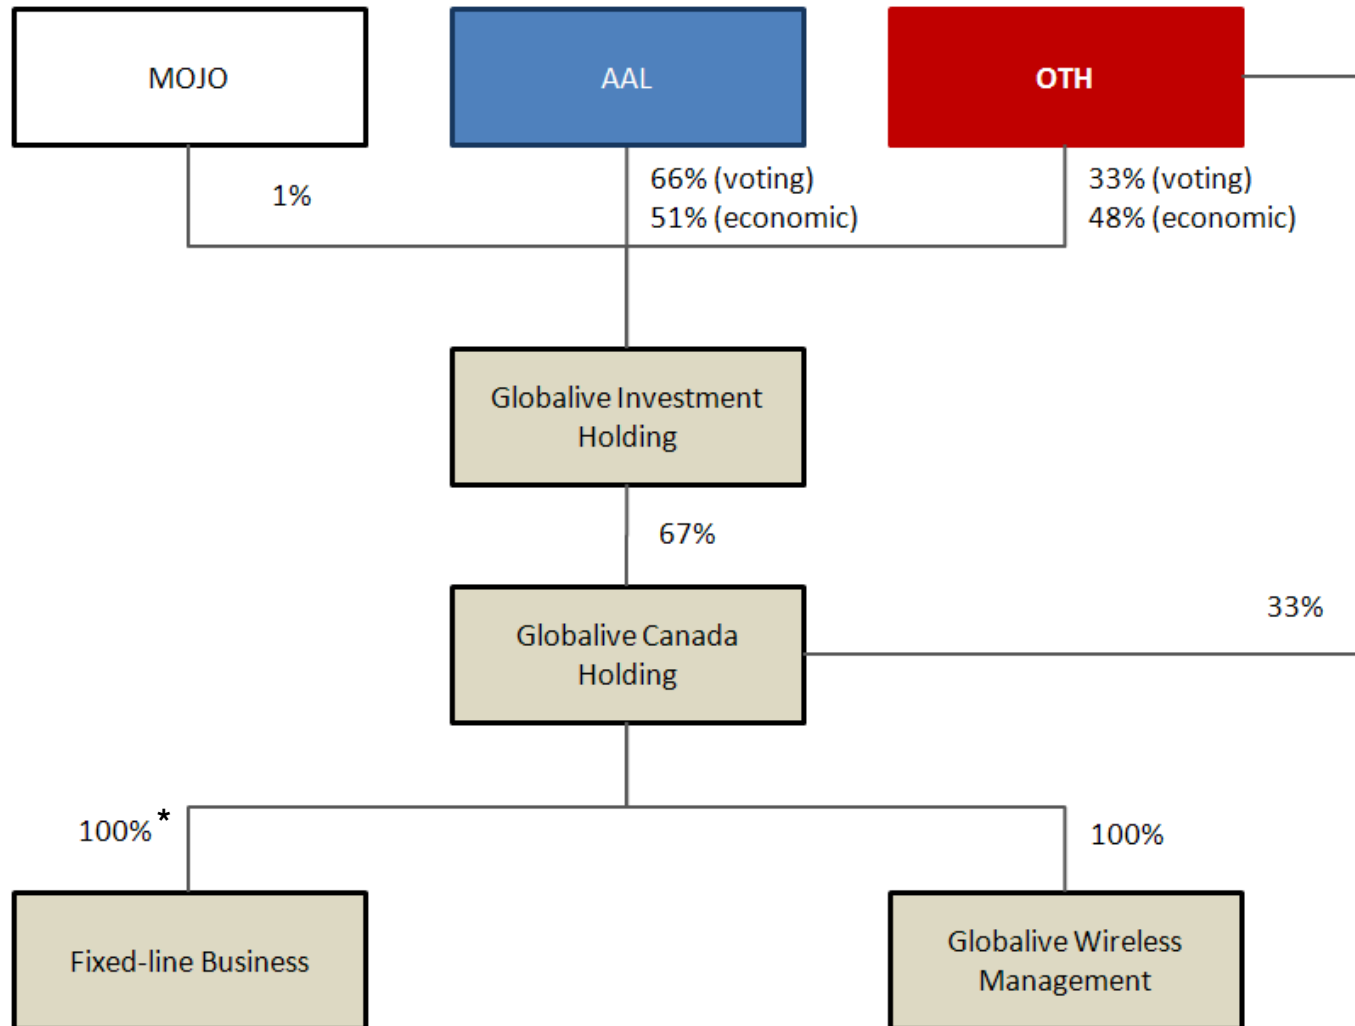 MOJO
AAL
OTH
1%
66% (voting)
51% (economic)
33% (voting)
48% (economic)
Globalive Investment
Holding
67%
Globalive Canada
Holding
33%
100% *
100%
Fixed-line Business
Globalive Wireless
Management